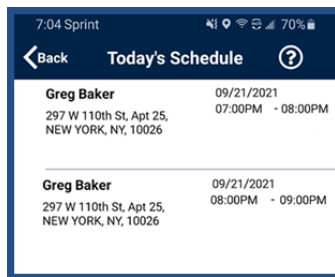 7:04 Sprint 70%
Back Today's Schedule ?
Greg Baker 09/21/2021
297 W 110th St, Apt 25, 07:00PM - 08:00PM
NEW YORK, NY, 10026
Greg Baker 09/21/2021
297 W 110th St, Apt 25, 08:00PM - 09:00PM
NEW YORK, NY, 10026